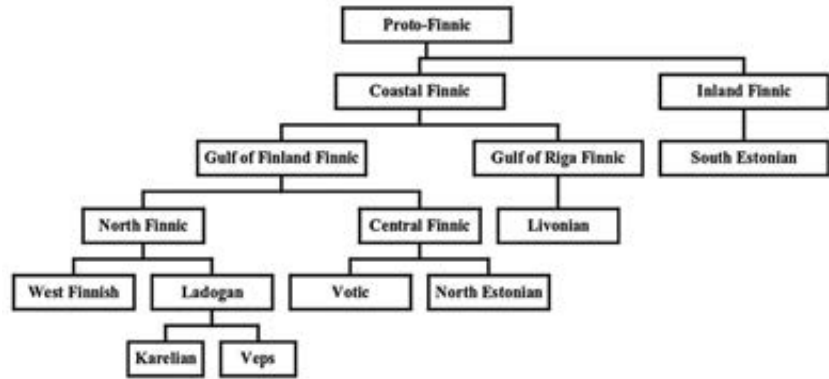 Proto-Finnic
Coastal Finnic
Inland Finnic
Gulf of Finland Finnic
Gulf of Riga Finnic
South Estonian
North Finnic
Central Finnic
Livonian
West Finnish
Ladogan
Votic
North Estonian
Karelian
Veps